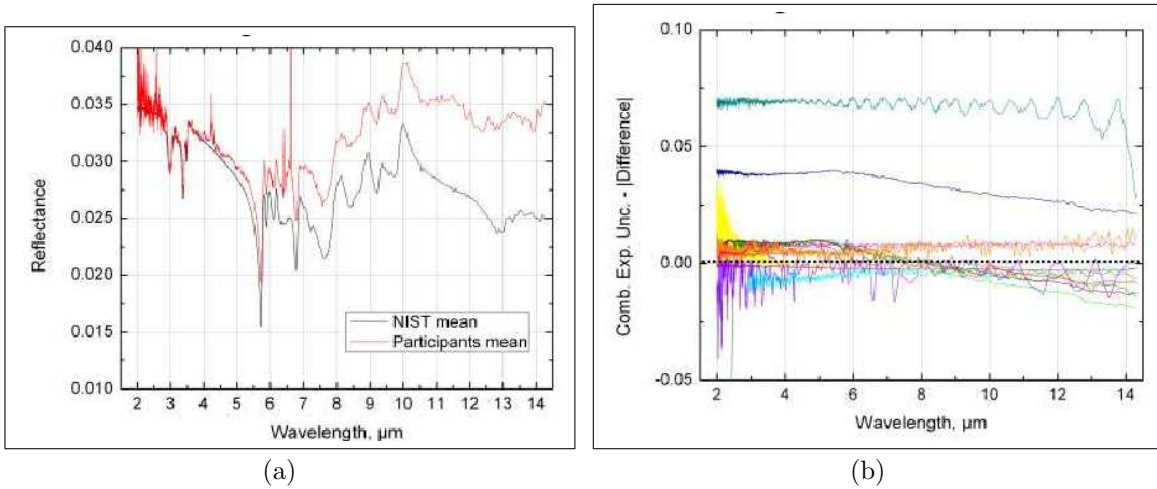 0.040
0.035
0.030
0.025
0.020
0.015
0.010
Reflectance
NIST mean
Participants mean
2 3 4 5 6 7 8 9 10 11 12 13 14
Wavelength, µm
(a)
0.10
0.05
0.00
-0.05
Comb. Exp. Unc. - |Difference|
2 4 6 8 10 12 14
Wavelength, µm
(b)